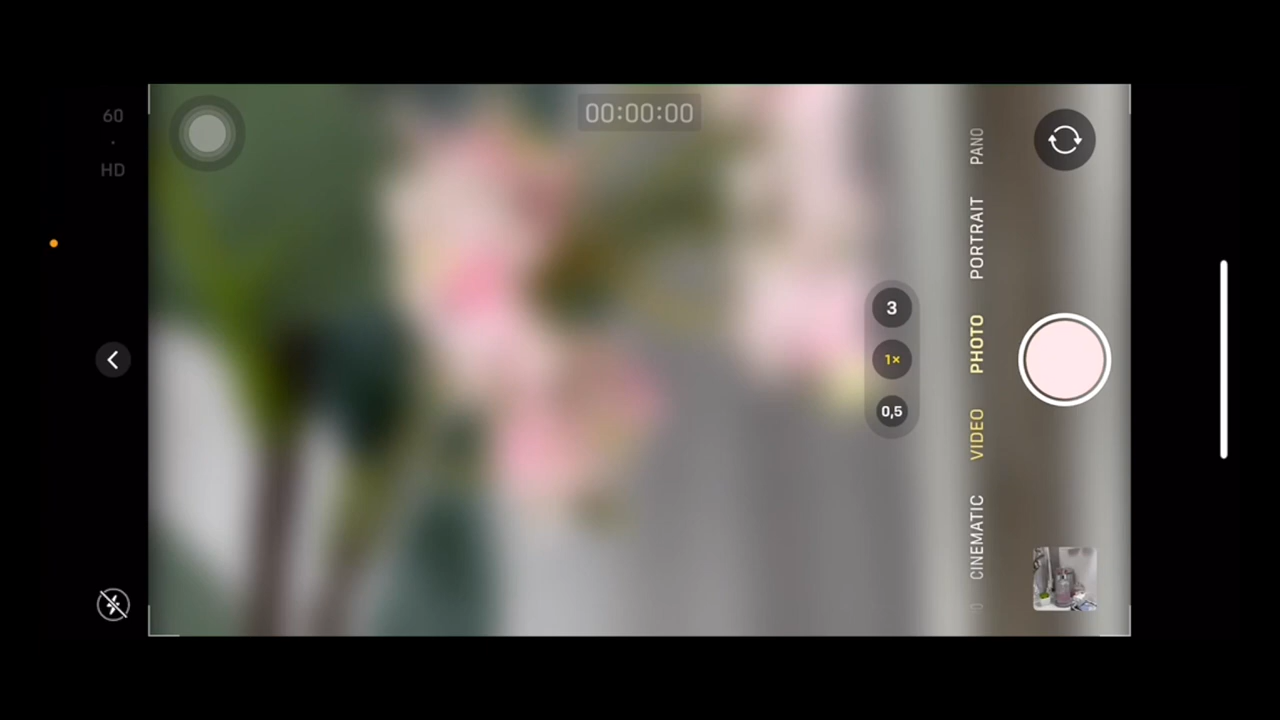 60
HD
00:00:00
3
1×
0,5
PANO
PORTRAIT
PHOTO
VIDEO
CINEMATIC